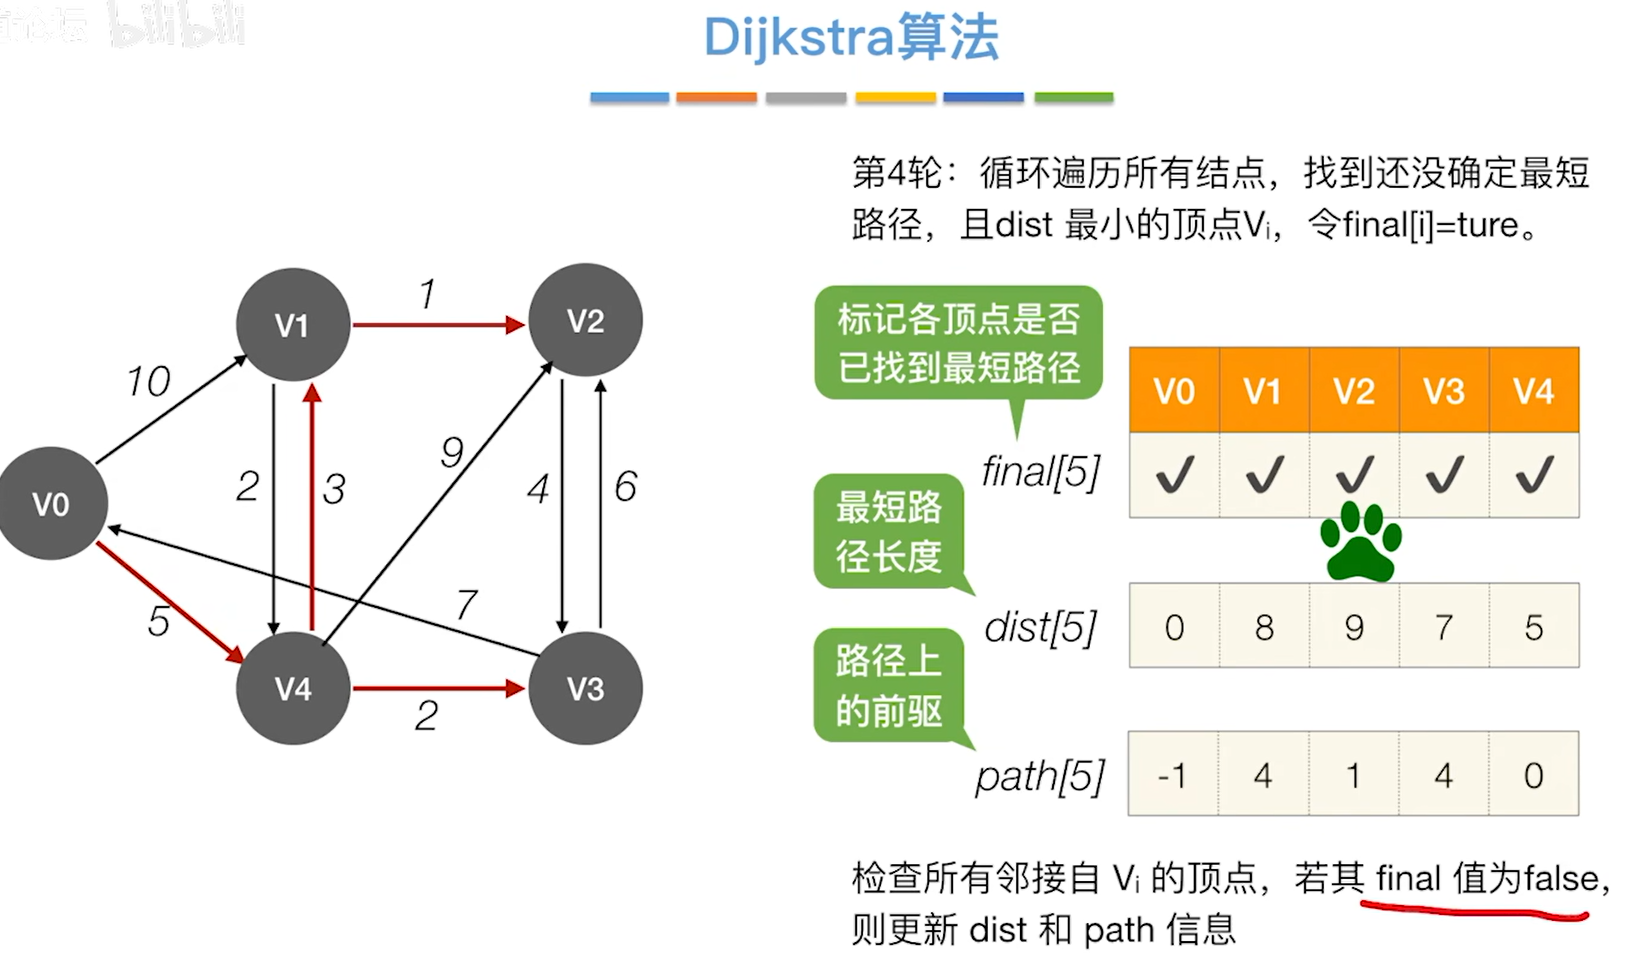 论坛 bilibili
Dijkstra算法
第4轮：循环遍历所有结点，找到还没确定最短
路径，且dist 最小的顶点Vi，令final[i]=ture。
标记各顶点是否
已找到最短路径
V0 V1 V2 V3 V4
final[5] ✓ ✓ ✓ ✓ ✓
最短路
径长度
dist[5] 0 8 9 7 5
路径上
的前驱
path[5] -1 4 1 4 0
检查所有邻接自 Vi 的顶点，若其 final 值为false，
则更新 dist 和 path 信息
V1 1 V2
10
2 3 9 4 6
V0
5 7
V4 2 V3